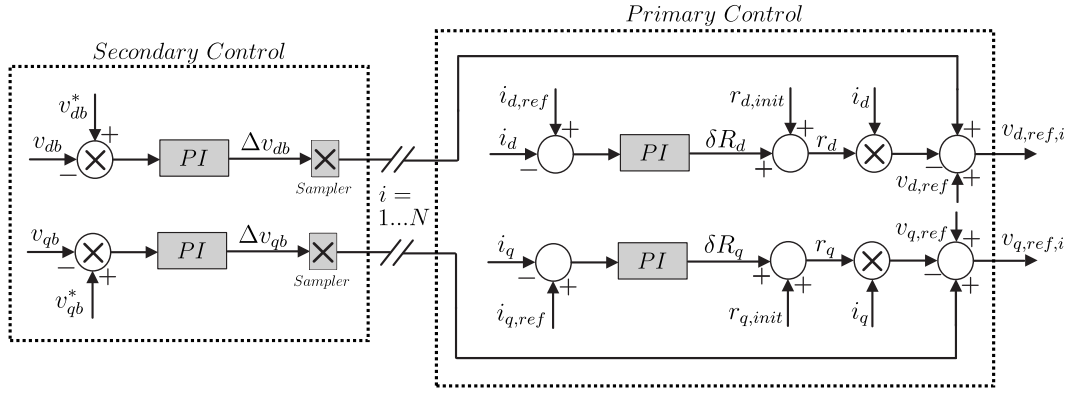 Primary Control
Secondary Control
v*db
vdb
+
−
PI
Δvdb
Sampler
i =
1...N
vqb
−
+
v*qb
PI
Δvqb
Sampler
id,ref
+
id
−
PI
δRd
rd,init
+
+
rd
id
+
−
vd,ref
+
vd,ref,i
iq
−
+
iq,ref
PI
δRq
+
+
rq,init
rq
iq
vq,ref
+
−
+
vq,ref,i